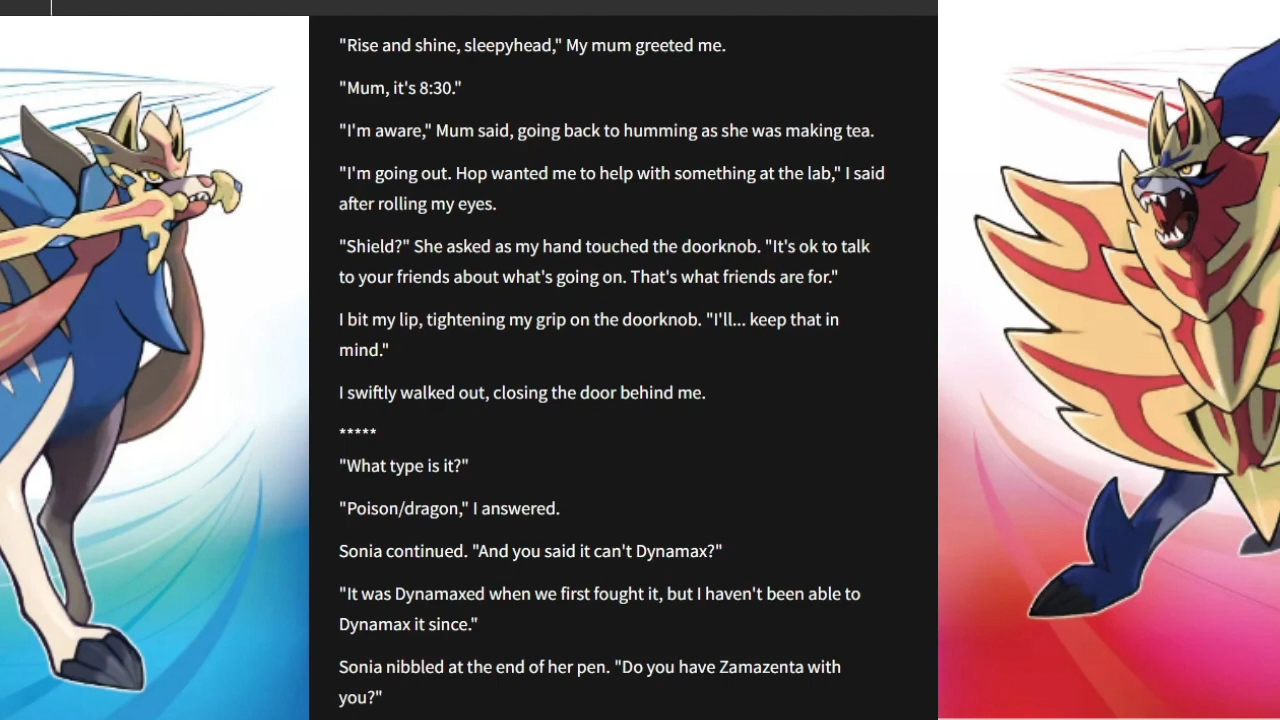 "Rise and shine, sleepyhead," My mum greeted me.
"Mum, it's 8:30."
"I'm aware," Mum said, going back to humming as she was making tea.
"I'm going out. Hop wanted me to help with something at the lab," I said
after rolling my eyes.
"Shield?" She asked as my hand touched the doorknob. "It's ok to talk
to your friends about what's going on. That's what friends are for."
I bit my lip, tightening my grip on the doorknob. "I'll... keep that in
mind."
I swiftly walked out, closing the door behind me.
*****
"What type is it?"
"Poison/dragon," I answered.
Sonia continued. "And you said it can't Dynamax?"
"It was Dynamaxed when we first fought it, but I haven't been able to
Dynamax it since."
Sonia nibbled at the end of her pen. "Do you have Zamazenta with
you?"